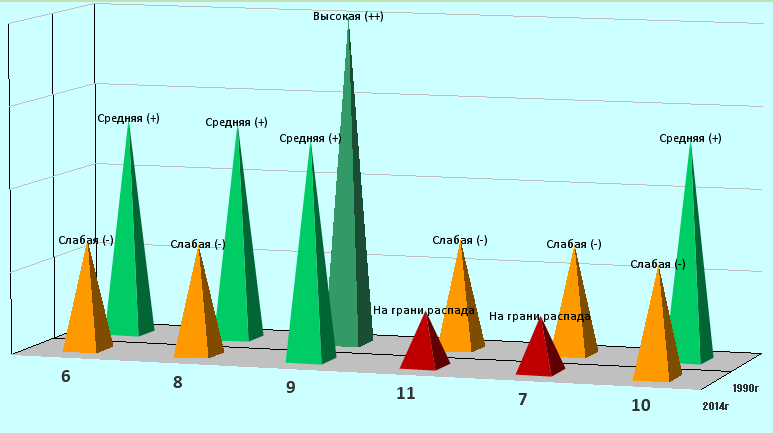 Высокая (++)
Средняя (+)
Средняя (+)
Средняя (+)
Средняя (+)
Слабая (-)
Слабая (-)
Слабая (-)
Слабая (-)
Слабая (-)
На грани распада
На грани распада
6
8
9
11
7
10
1990г
2014г